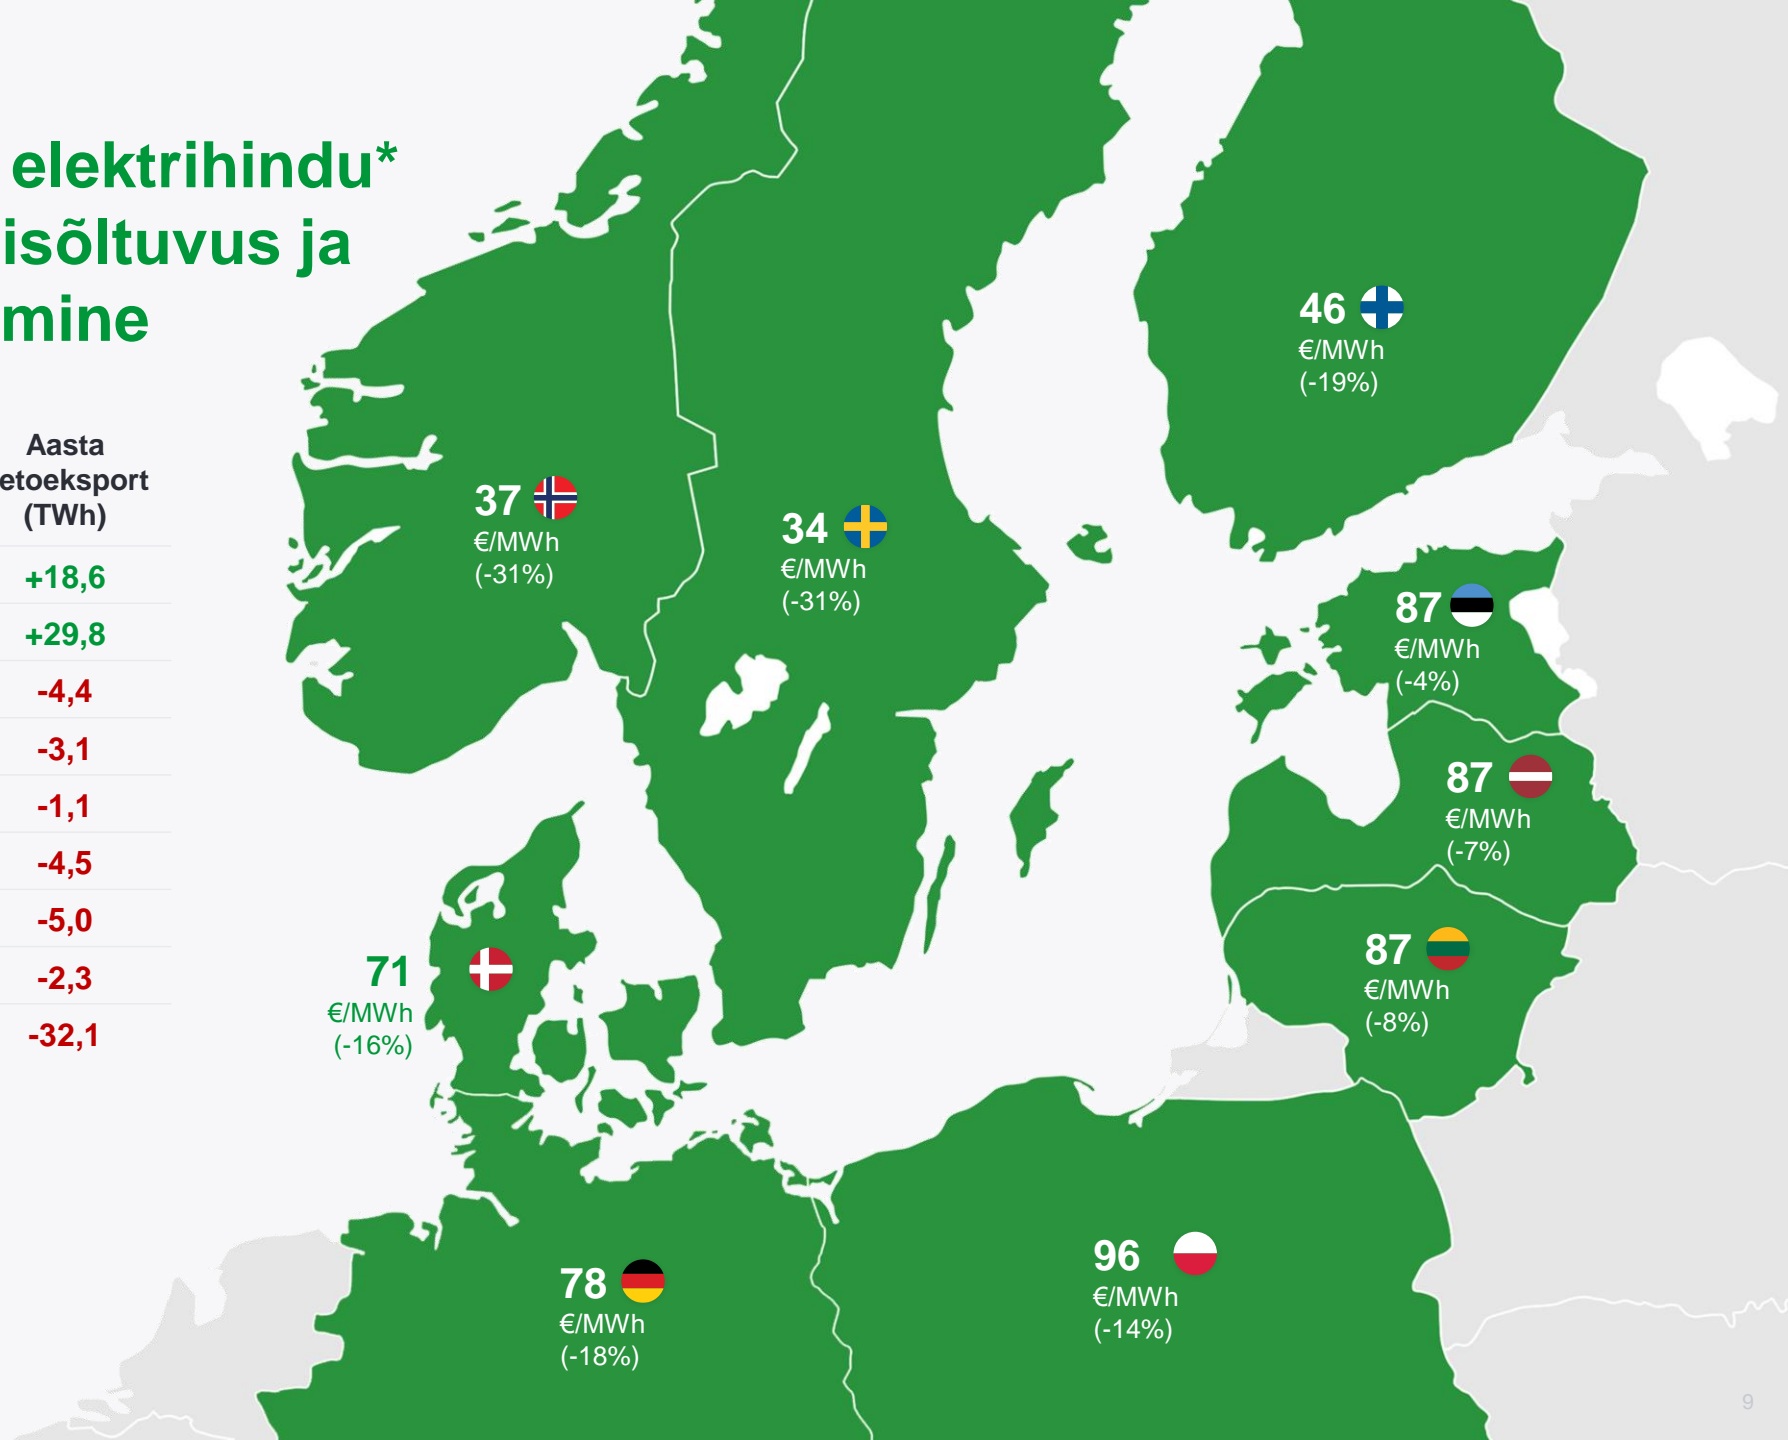 elektrihindu*
isõltuvus ja
mine
Aasta
etoeksport
(TWh)
+18,6
+29,8
-4,4
-3,1
-1,1
-4,5
-5,0
-2,3
-32,1
46
€/MWh
(-19%)
37
€/MWh
(-31%)
34
€/MWh
(-31%)
87
€/MWh
(-4%)
87
€/MWh
(-7%)
87
€/MWh
(-8%)
71
€/MWh
(-16%)
78
€/MWh
(-18%)
96
€/MWh
(-14%)
9